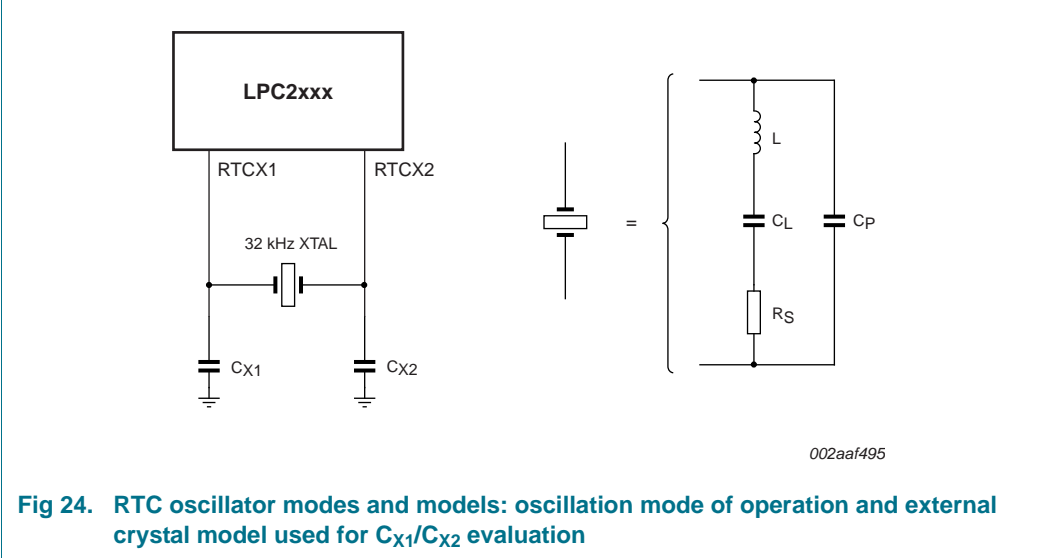 LPC2xxx
RTCX1
RTCX2
32 kHz XTAL
CX1
CX2
=
L
CL
CP
RS
002aaf495
Fig 24. RTC oscillator modes and models: oscillation mode of operation and external
crystal model used for CX1/CX2 evaluation